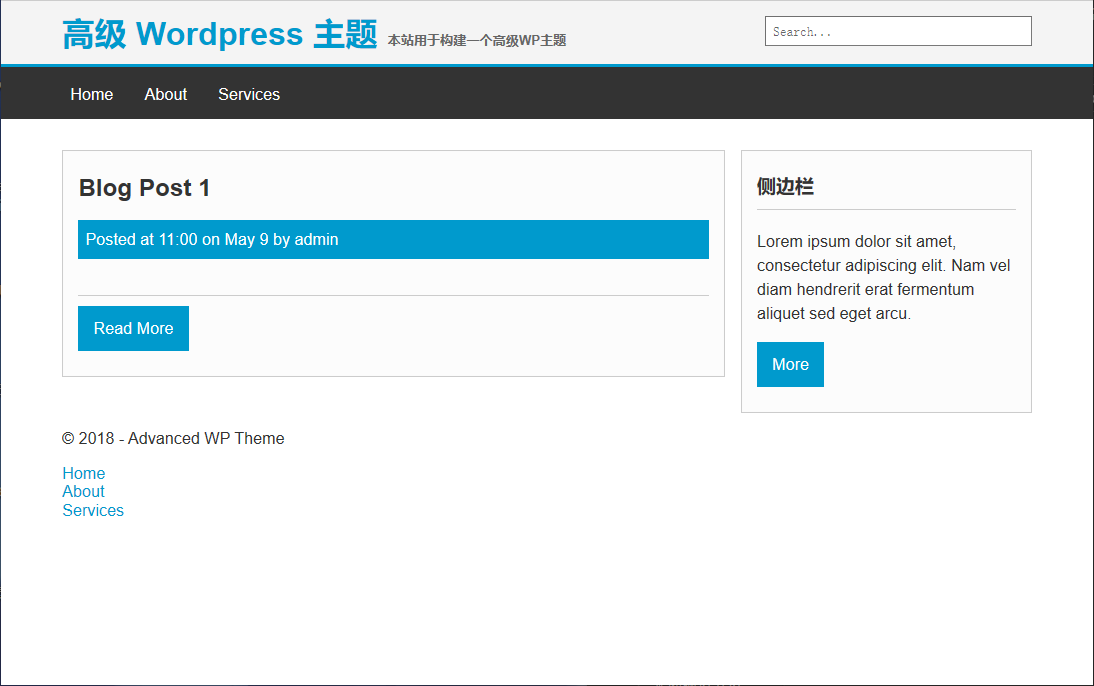 高级 Wordpress 主题 本站用于构建一个高级WP主题
Search...
Home About Services
Blog Post 1
Posted at 11:00 on May 9 by admin
Read More
侧边栏
Lorem ipsum dolor sit amet,
consectetur adipiscing elit. Nam vel
diam hendrerit erat fermentum
aliquet sed eget arcu.
More
© 2018 - Advanced WP Theme
Home
About
Services